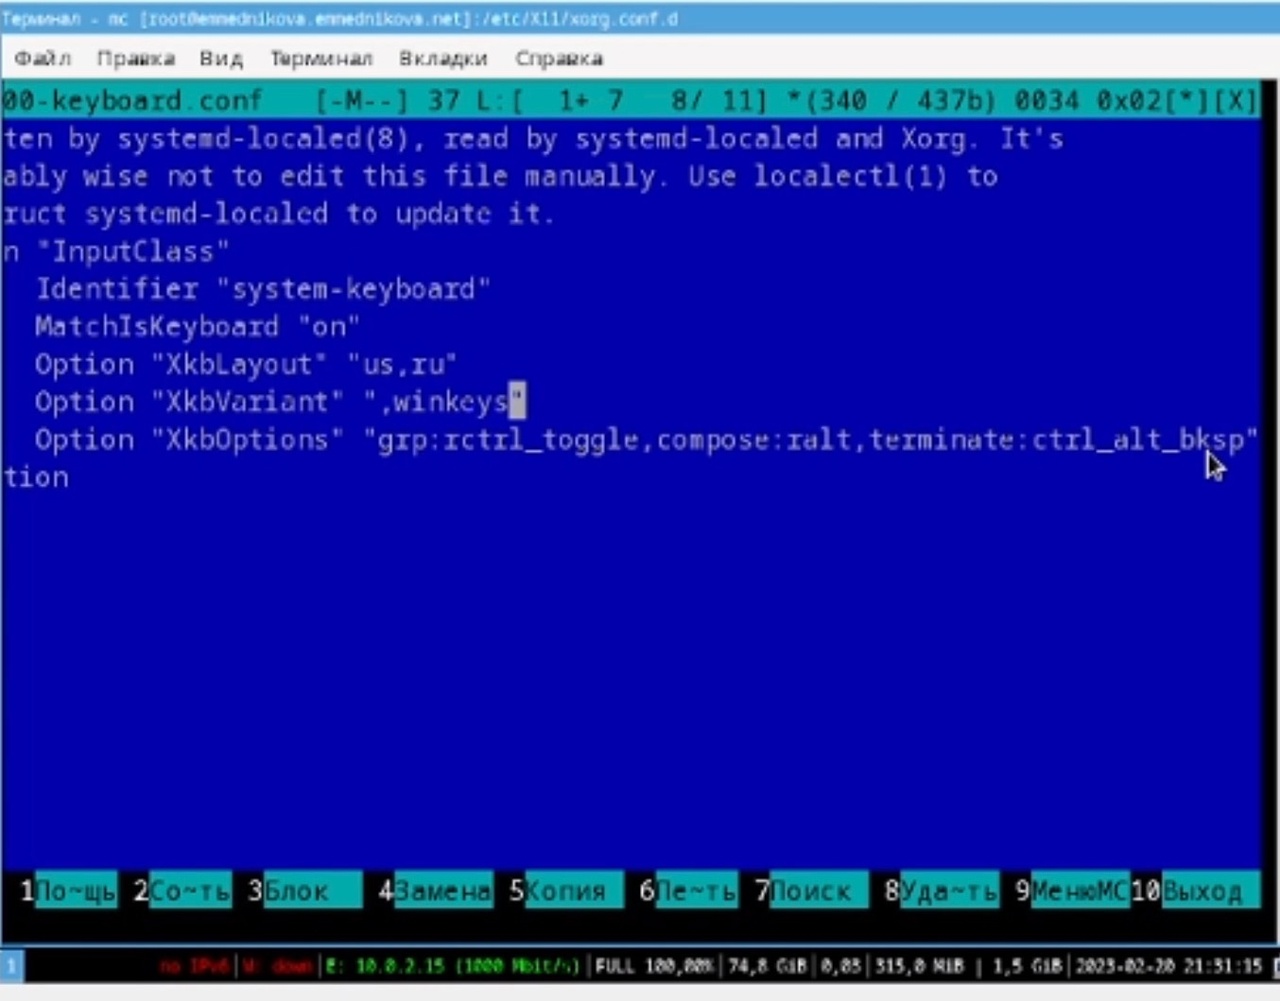 Терминал - mc [root@emmednikova.emmednikova.net]:/etc/X11/xorg.conf.d
Файл Правка Вид Терминал Вкладки Справка
00-keyboard.conf [-M--] 37 L:[ 1+ 7 8/ 11] *(340 / 437b) 0034 0x02[*][X]
ten by systemd-localed(8), read by systemd-localed and Xorg. It's
ably wise not to edit this file manually. Use localectl(1) to
ruct systemd-localed to update it.
n "InputClass"
Identifier "system-keyboard"
MatchIsKeyboard "on"
Option "XkbLayout" "us,ru"
Option "XkbVariant" ",winkeys"
Option "XkbOptions" "grp:rctrl_toggle,compose:ralt,terminate:ctrl_alt_bksp"
tion
1По~щь 2Со~ть 3Блок 4Замена 5Копия 6Пе~ть 7Поиск 8Уда~ть 9МенюMC10Выход
1 no IPv6 | W: down | E: 10.0.2.15 (1000 Mbit/s) | FULL 100,00% | 74,8 GiB | 0,03 | 315,0 MiB | 1,5 GiB | 2023-02-20 21:31:15